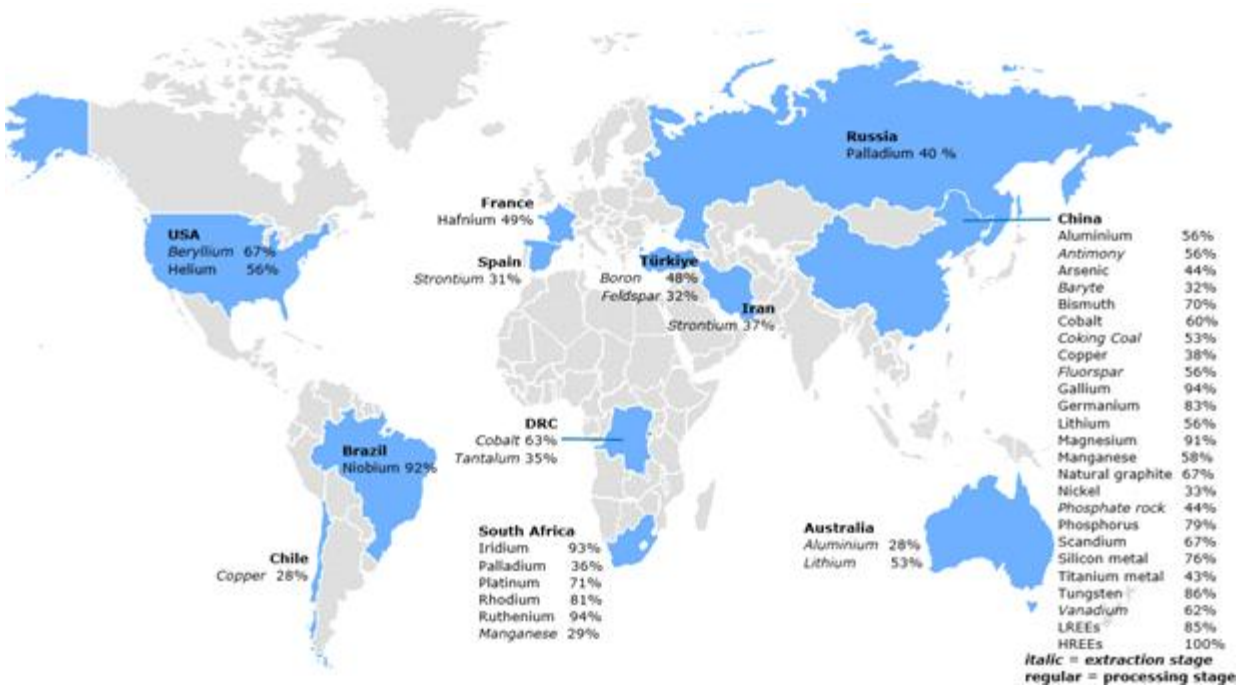 Russia
Palladium 40 %
France
Hafnium 49%
USA
Beryllium 67%
Helium 56%
Spain
Strontium 31%
Türkiye
Boron 48%
Feldspar 32%
Iran
Strontium 37%
China
Aluminium 56%
Antimony 56%
Arsenic 44%
Baryte 32%
Bismuth 70%
Cobalt 60%
Coking Coal 53%
Copper 38%
Fluorspar 56%
Gallium 94%
Germanium 83%
Lithium 56%
Magnesium 91%
Manganese 58%
Natural graphite 67%
Nickel 33%
Phosphate rock 44%
Phosphorus 79%
Scandium 67%
Silicon metal 76%
Titanium metal 43%
Tungsten 86%
Vanadium 62%
LREEs 85%
HREEs 100%
DRC
Cobalt 63%
Tantalum 35%
Brazil
Niobium 92%
South Africa
Iridium 93%
Palladium 36%
Platinum 71%
Rhodium 81%
Ruthenium 94%
Manganese 29%
Chile
Copper 28%
Australia
Aluminium 28%
Lithium 53%
italic = extraction stage
regular = processing stage